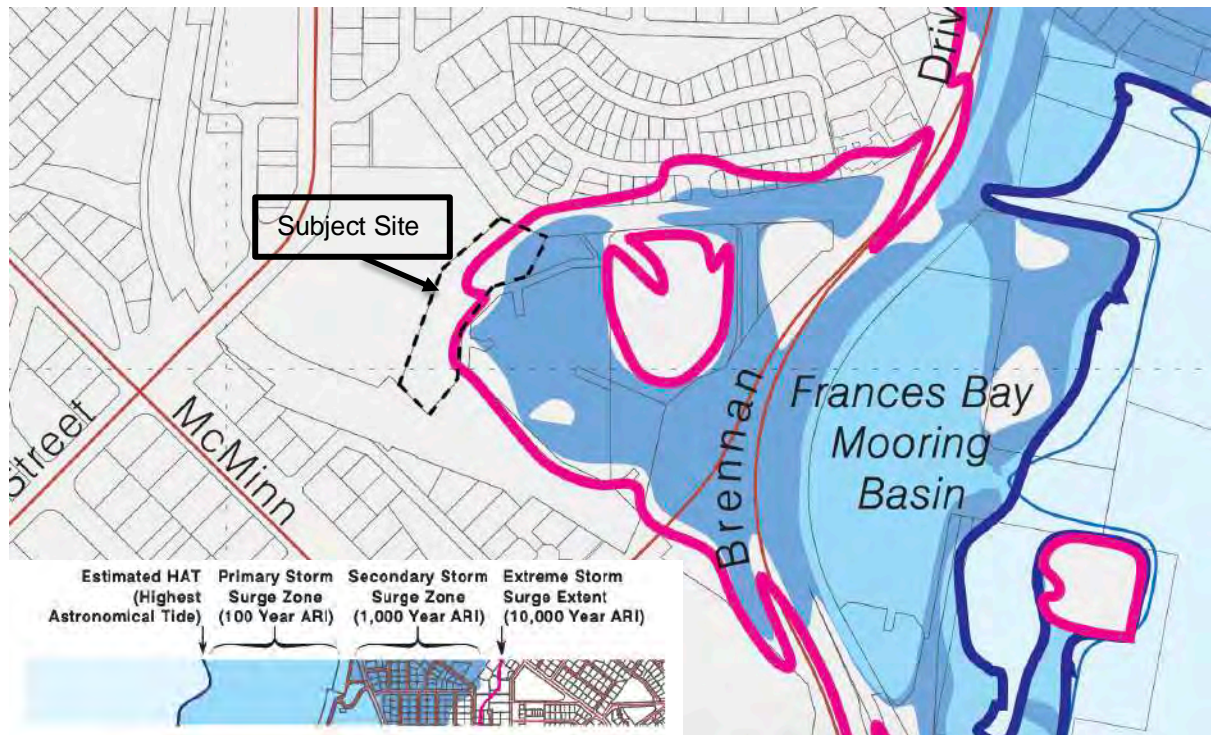 Driv
Subject Site
Street
McMinn
Brennan
Frances Bay
Mooring
Basin
Estimated HAT
(Highest
Astronomical Tide)
Primary Storm
Surge Zone
(100 Year ARI)
Secondary Storm
Surge Zone
(1,000 Year ARI)
Extreme Storm
Surge Extent
(10,000 Year ARI)